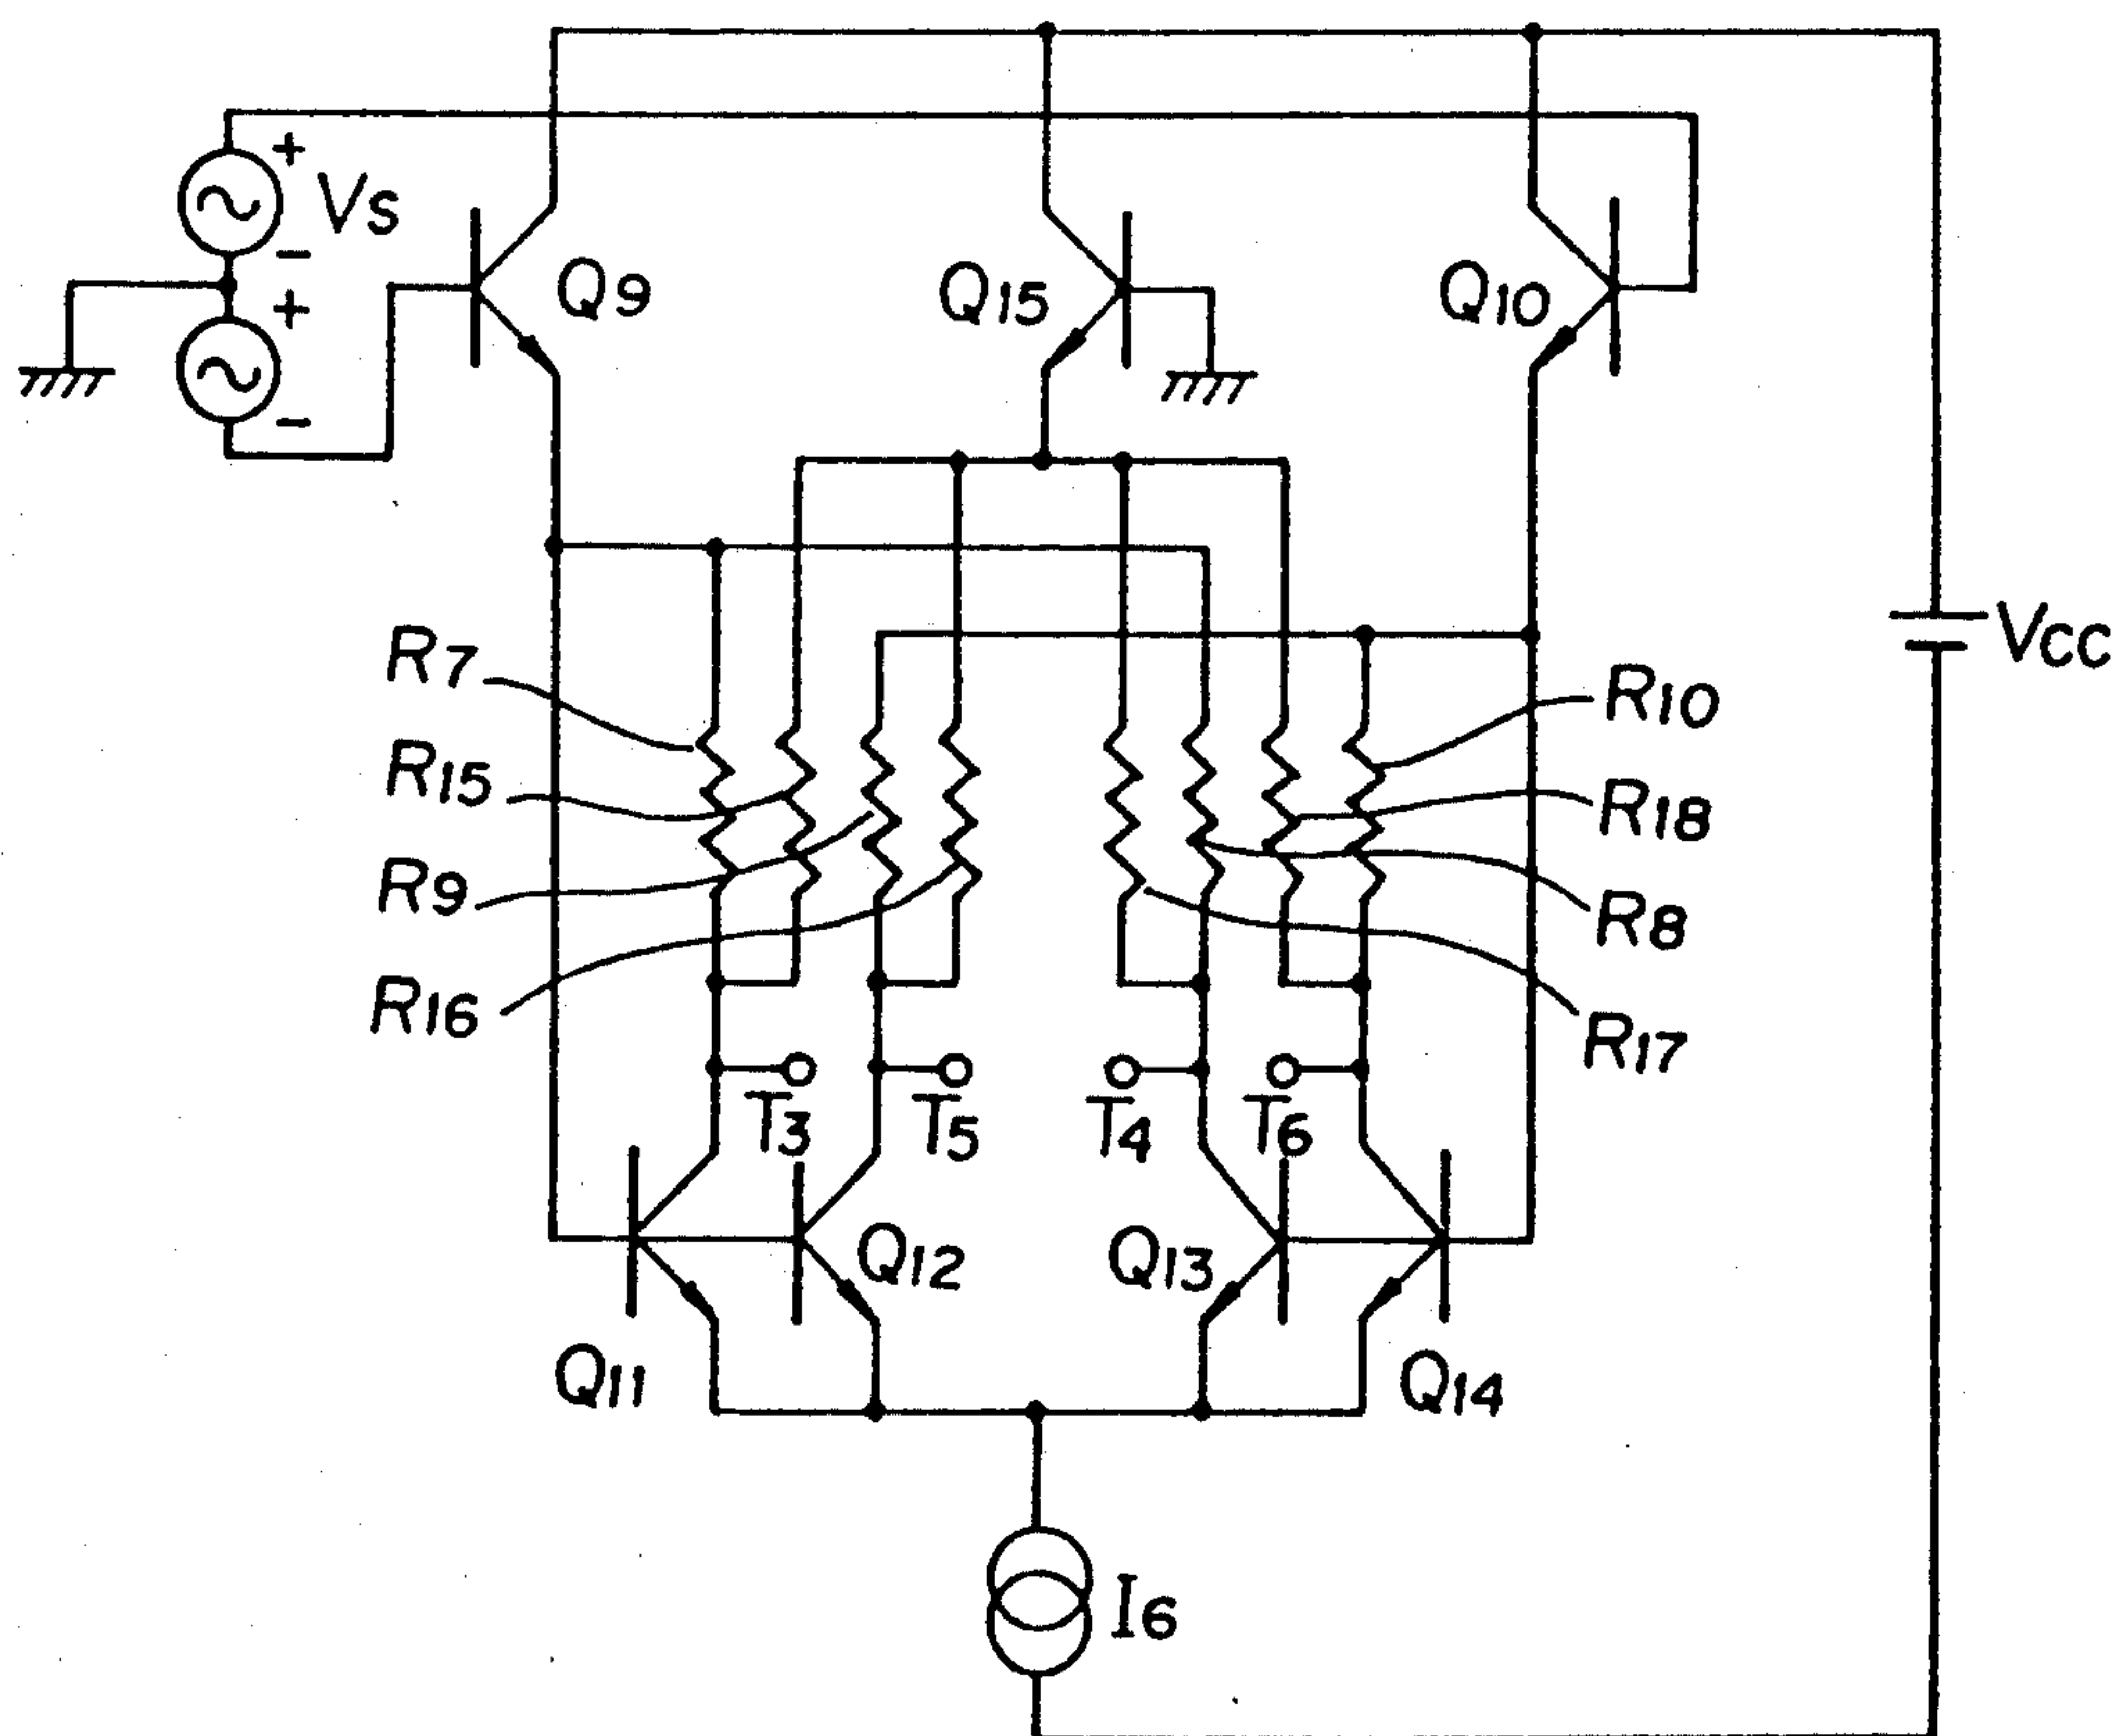 +
Vs
−
+
−
Q9
Q15
Q10
Vcc
R7
R15
R9
R16
R10
R18
R8
R17
T3
T5
T4
T6
Q12
Q13
Q11
Q14
I6